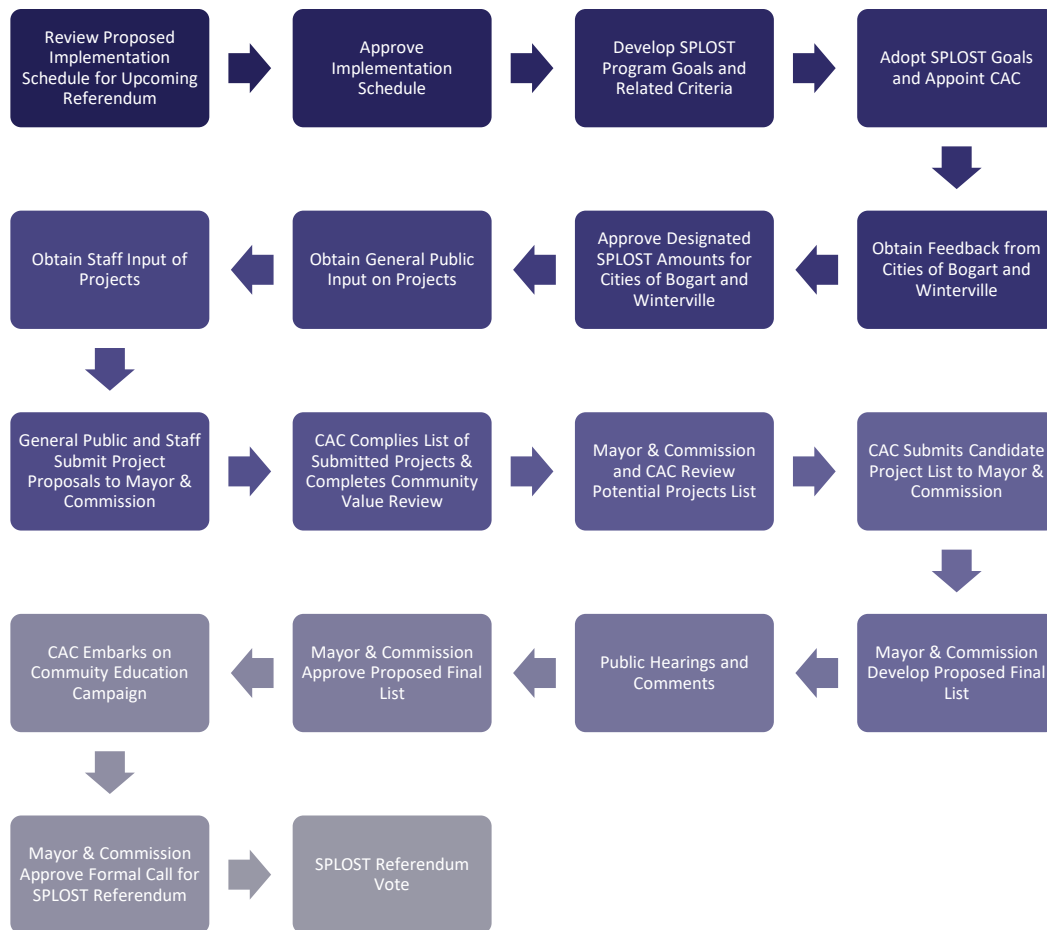 Review Proposed
Implementation
Schedule for Upcoming
Referendum
Approve
Implementation
Schedule
Develop SPLOST
Program Goals and
Related Criteria
Adopt SPLOST Goals
and Appoint CAC
Obtain Feedback from
Cities of Bogart and
Winterville
Approve Designated
SPLOST Amounts for
Cities of Bogart and
Winterville
Obtain General Public
Input on Projects
Obtain Staff Input of
Projects
General Public and Staff
Submit Project
Proposals to Mayor &
Commission
CAC Complies List of
Submitted Projects &
Completes Community
Value Review
Mayor & Commission
and CAC Review
Potential Projects List
CAC Submits Candidate
Project List to Mayor &
Commission
Mayor & Commission
Develop Proposed Final
List
Public Hearings and
Comments
Mayor & Commission
Approve Proposed Final
List
CAC Embarks on
Commuity Education
Campaign
Mayor & Commission
Approve Formal Call for
SPLOST Referendum
SPLOST Referendum
Vote